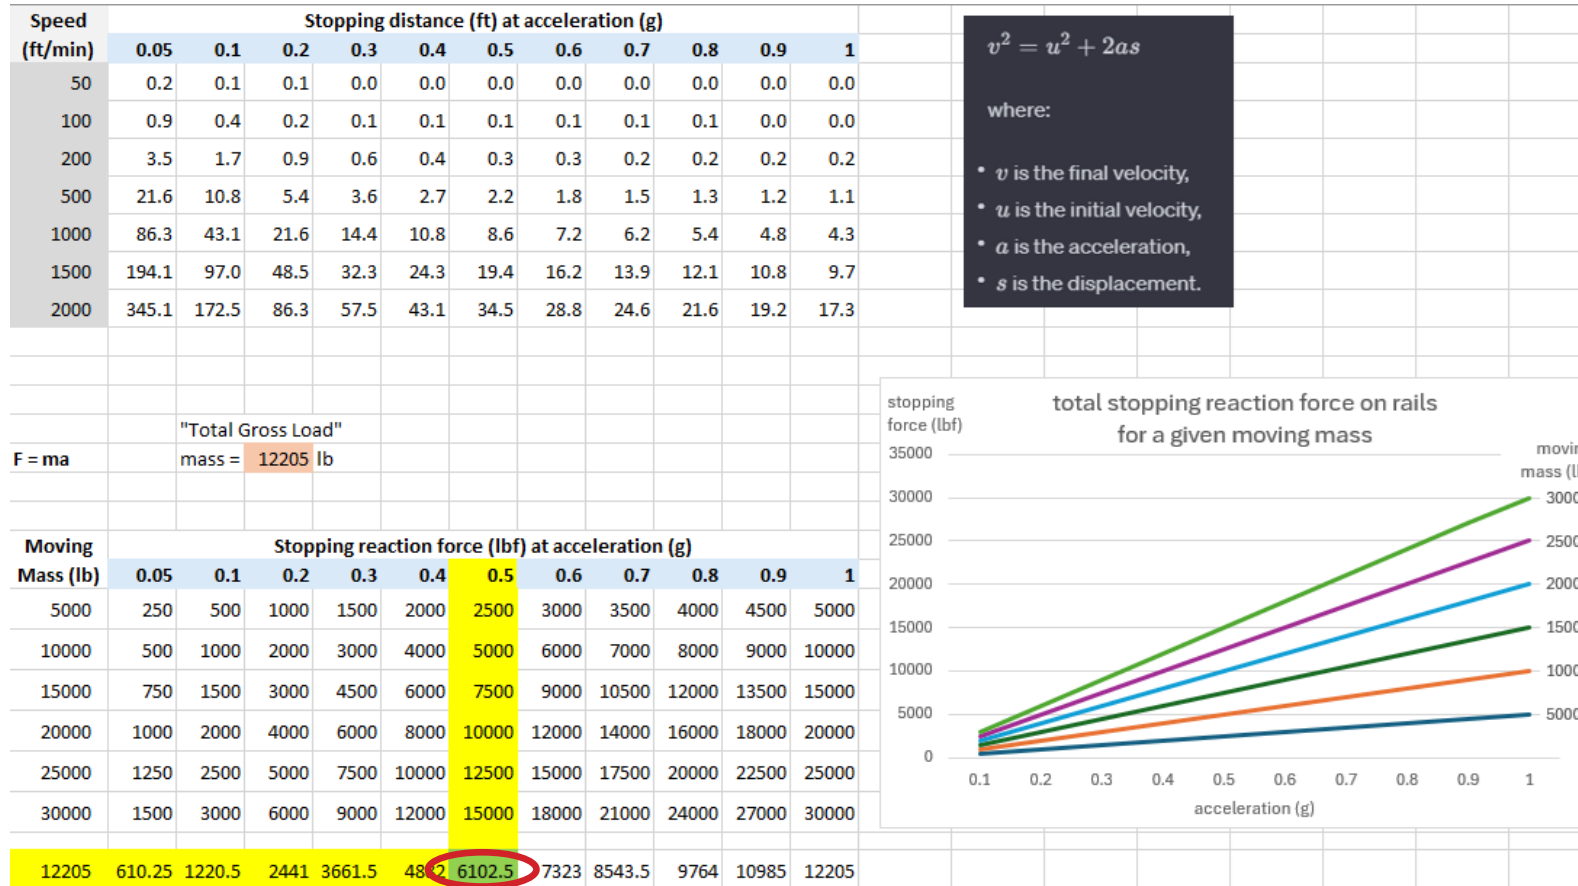 Speed Stopping distance (ft) at acceleration (g)
(ft/min) 0.05 0.1 0.2 0.3 0.4 0.5 0.6 0.7 0.8 0.9 1
50 0.2 0.1 0.1 0.0 0.0 0.0 0.0 0.0 0.0 0.0 0.0
100 0.9 0.4 0.2 0.1 0.1 0.1 0.1 0.1 0.1 0.0 0.0
200 3.5 1.7 0.9 0.6 0.4 0.3 0.3 0.2 0.2 0.2 0.2
500 21.6 10.8 5.4 3.6 2.7 2.2 1.8 1.5 1.3 1.2 1.1
1000 86.3 43.1 21.6 14.4 10.8 8.6 7.2 6.2 5.4 4.8 4.3
1500 194.1 97.0 48.5 32.3 24.3 19.4 16.2 13.9 12.1 10.8 9.7
2000 345.1 172.5 86.3 57.5 43.1 34.5 28.8 24.6 21.6 19.2 17.3
v² = u² + 2as
where:
• v is the final velocity,
• u is the initial velocity,
• a is the acceleration,
• s is the displacement.
"Total Gross Load"
F = ma mass = 12205 lb
Moving Stopping reaction force (lbf) at acceleration (g)
Mass (lb) 0.05 0.1 0.2 0.3 0.4 0.5 0.6 0.7 0.8 0.9 1
5000 250 500 1000 1500 2000 2500 3000 3500 4000 4500 5000
10000 500 1000 2000 3000 4000 5000 6000 7000 8000 9000 10000
15000 750 1500 3000 4500 6000 7500 9000 10500 12000 13500 15000
20000 1000 2000 4000 6000 8000 10000 12000 14000 16000 18000 20000
25000 1250 2500 5000 7500 10000 12500 15000 17500 20000 22500 25000
30000 1500 3000 6000 9000 12000 15000 18000 21000 24000 27000 30000
12205 610.25 1220.5 2441 3661.5 4882 6102.5 7323 8543.5 9764 10985 12205
stopping
force (lbf)
total stopping reaction force on rails
for a given moving mass
movin
mass (l
35000
30000 3000
25000 2500
20000 2000
15000 1500
10000 1000
5000 5000
0
0.1 0.2 0.3 0.4 0.5 0.6 0.7 0.8 0.9 1
acceleration (g)